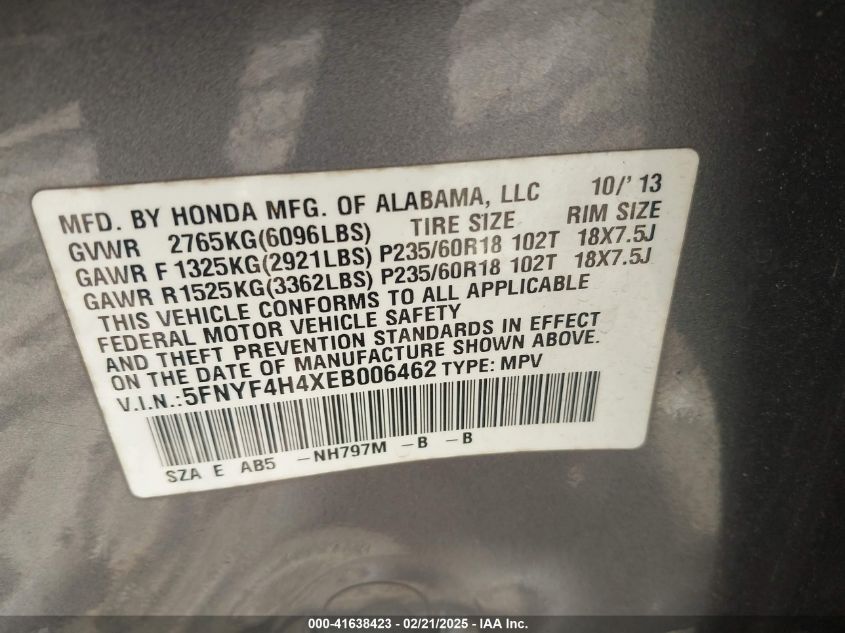 MFD. BY HONDA MFG. OF ALABAMA, LLC 10/' 13
GVWR 2765KG(6096LBS) TIRE SIZE RIM SIZE
GAWR F 1325KG(2921LBS) P235/60R18 102T 18X7.5J
GAWR R1525KG(3362LBS) P235/60R18 102T 18X7.5J
THIS VEHICLE CONFORMS TO ALL APPLICABLE
FEDERAL MOTOR VEHICLE SAFETY
AND THEFT PREVENTION STANDARDS IN EFFECT
ON THE DATE OF MANUFACTURE SHOWN ABOVE.
V.I.N.:5FNYF4H4XEB006462 TYPE: MPV
SZA E AB5 -NH797M -B -B
000-41638423 - 02/21/2025 - IAA Inc.